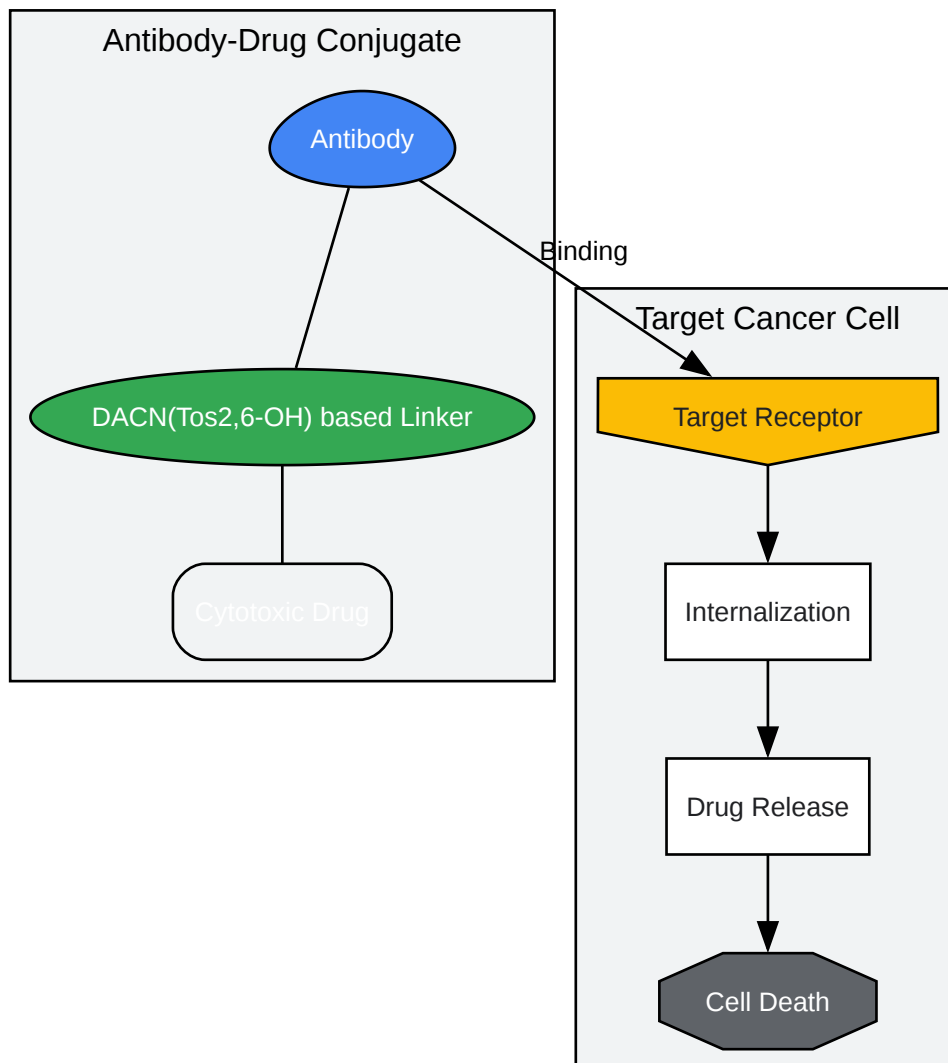 Antibody-Drug Conjugate
Antibody
Binding
DACN(Tos2,6-OH) based Linker
Cytotoxic Drug
Target Cancer Cell
Target Receptor
Internalization
Drug Release
Cell Death